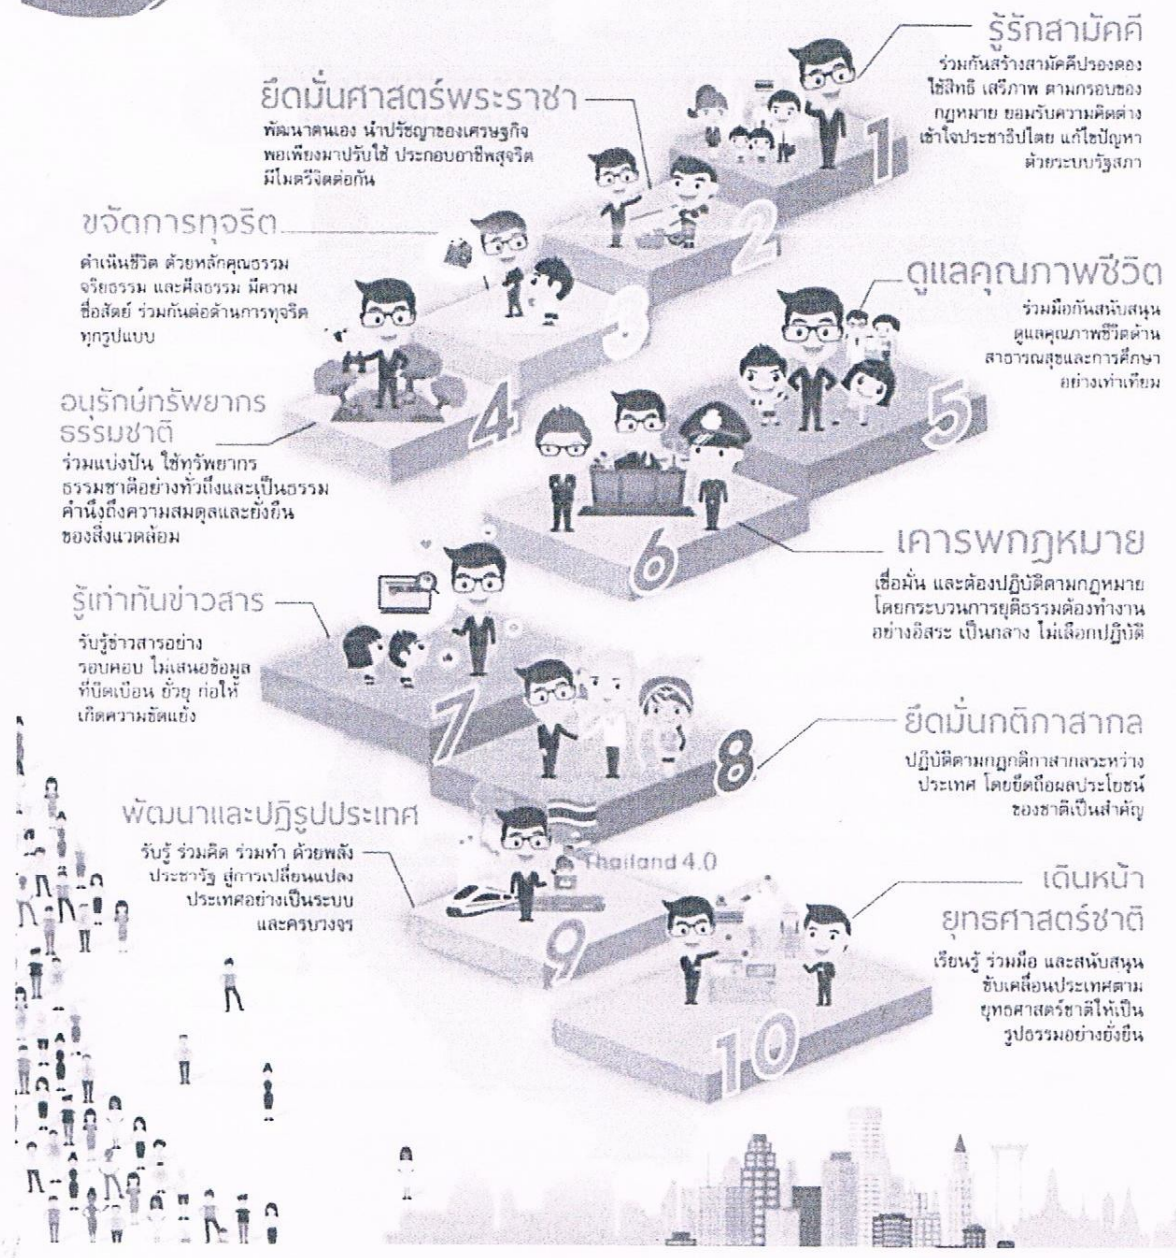 รู้รักสามัคคี
ร่วมกันสร้างสามัคคีปรองดอง
ใช้สิทธิ เสรีภาพ ตามกรอบของ
กฎหมาย ยอมรับความคิดต่าง
เข้าใจประชาธิปไตย แก้ไขปัญหา
ด้วยระบบรัฐสภา
1
ยึดมั่นศาสตร์พระราชา
พัฒนาตนเอง นำปรัชญาของเศรษฐกิจ
พอเพียงมาปรับใช้ ประกอบอาชีพสุจริต
มีไมตรีจิตต่อกัน
2
ขจัดการทุจริต
ดำเนินชีวิต ด้วยหลักคุณธรรม
จริยธรรม และศีลธรรม มีความ
ซื่อสัตย์ ร่วมกันต่อต้านการทุจริต
ทุกรูปแบบ
3
อนุรักษ์ทรัพยากร
ธรรมชาติ
ร่วมแบ่งปัน ใช้ทรัพยากร
ธรรมชาติอย่างทั่วถึงและเป็นธรรม
คำนึงถึงความสมดุลและยั่งยืน
ของสิ่งแวดล้อม
4
ดูแลคุณภาพชีวิต
ร่วมมือกันสนับสนุน
ดูแลคุณภาพชีวิตด้าน
สาธารณสุขและการศึกษา
อย่างเท่าเทียม
5
เคารพกฎหมาย
เชื่อมั่น และต้องปฏิบัติตามกฎหมาย
โดยกระบวนการยุติธรรมต้องทำงาน
อย่างอิสระ เป็นกลาง ไม่เลือกปฏิบัติ
6
รู้เท่าทันข่าวสาร
รับรู้ข่าวสารอย่าง
รอบคอบ ไม่เสนอข้อมูล
ที่บิดเบือน ยั่วยุ ก่อให้
เกิดความขัดแย้ง
7
ยึดมั่นกติกาสากล
ปฏิบัติตามกฎกติกาสากลระหว่าง
ประเทศ โดยยึดถือผลประโยชน์
ของชาติเป็นสำคัญ
8
พัฒนาและปฏิรูปประเทศ
รับรู้ ร่วมคิด ร่วมทำ ด้วยพลัง
ประชารัฐ สู่การเปลี่ยนแปลง
ประเทศอย่างเป็นระบบ
และครบวงจร
Thailand 4.0
9
เดินหน้า
ยุทธศาสตร์ชาติ
เรียนรู้ ร่วมมือ และสนับสนุน
ขับเคลื่อนประเทศตาม
ยุทธศาสตร์ชาติให้เป็น
รูปธรรมอย่างยั่งยืน
10